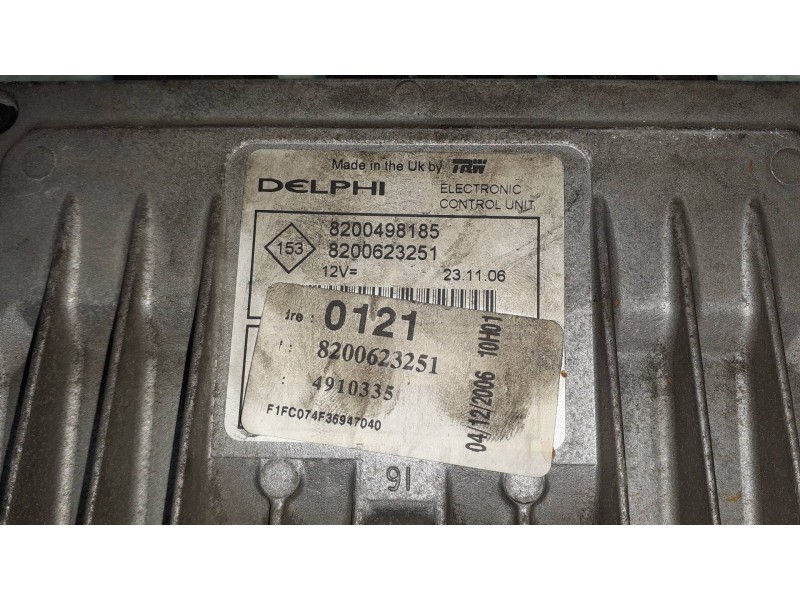 Made in the Uk by TRW
DELPHI
ELECTRONIC
CONTROL UNIT
153
8200498185
8200623251
12V=
23.11.06
ire : 0121
: 8200623251
: 4910335
F1FC074F36947040
04/12/2006 10H01
91